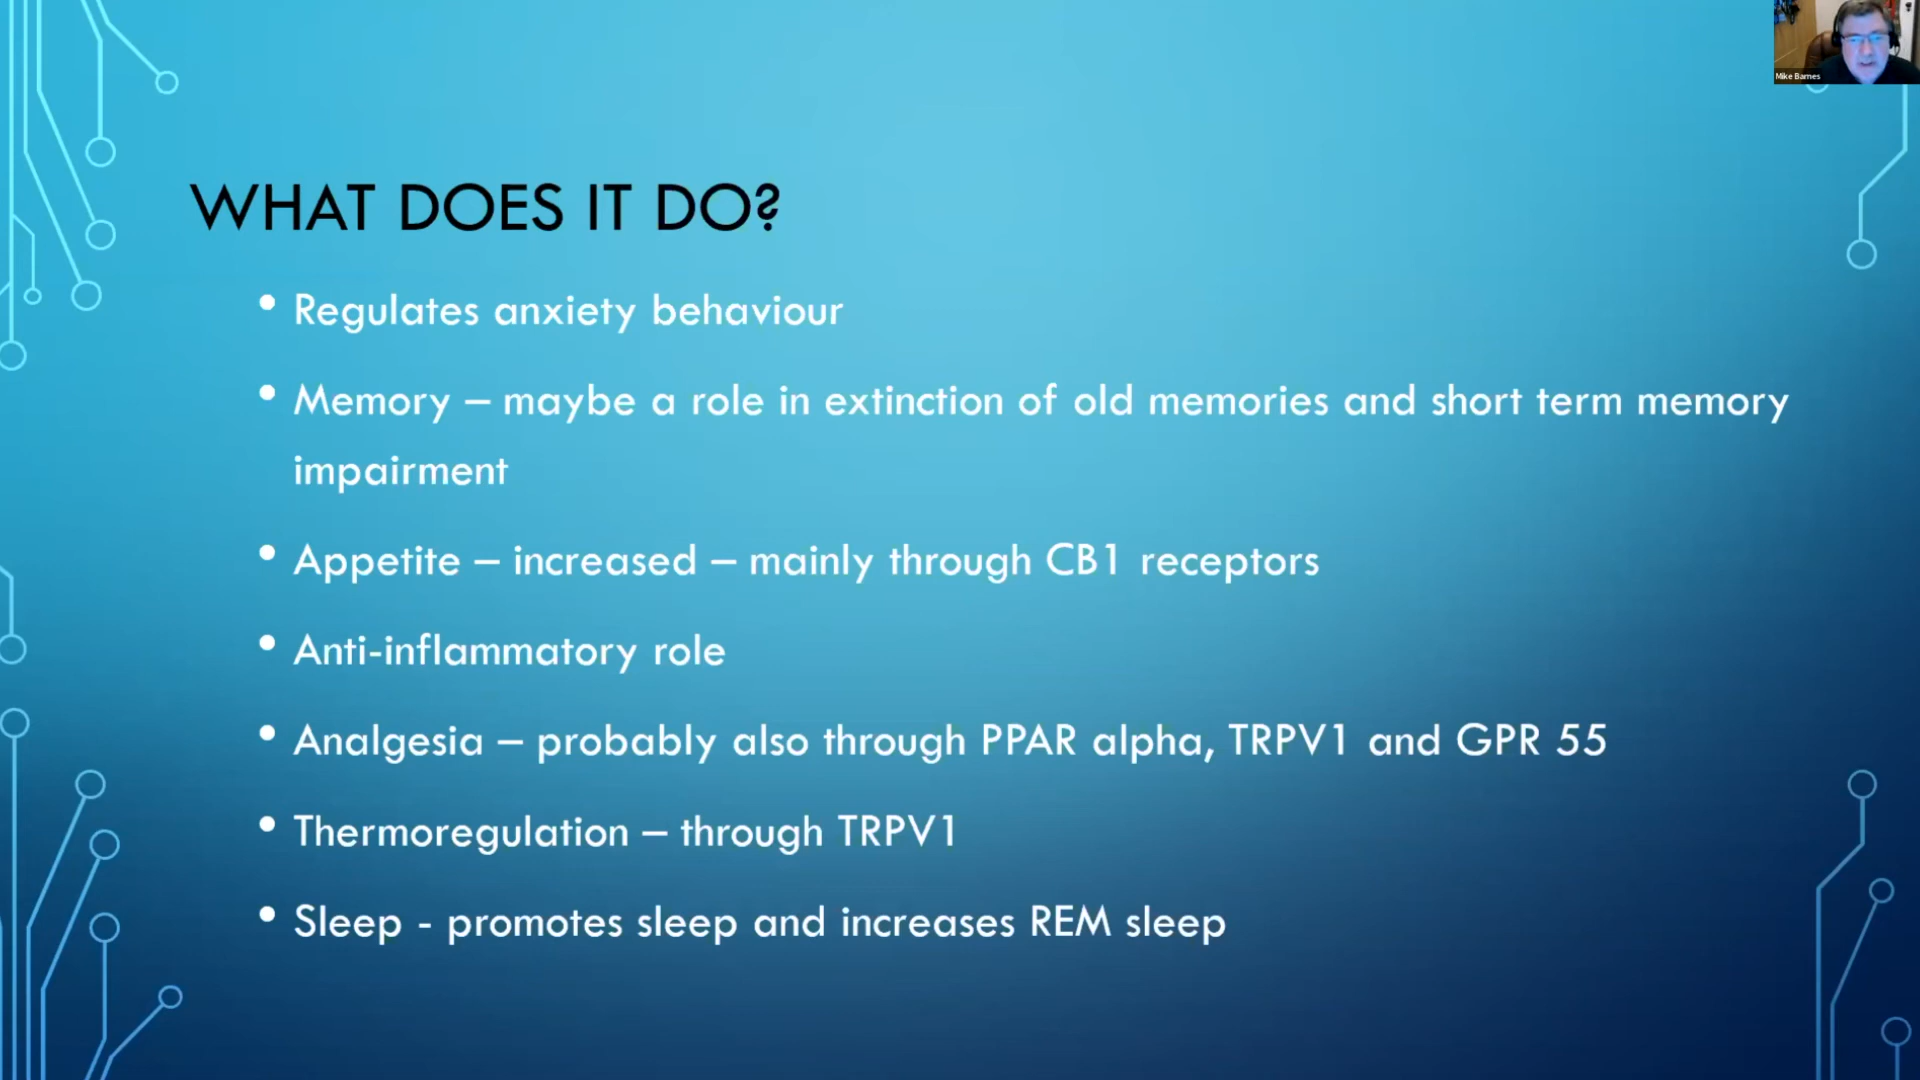 Mike Barnes
WHAT DOES IT DO?
• Regulates anxiety behaviour
• Memory – maybe a role in extinction of old memories and short term memory
impairment
• Appetite – increased – mainly through CB1 receptors
• Anti-inflammatory role
• Analgesia – probably also through PPAR alpha, TRPV1 and GPR 55
• Thermoregulation – through TRPV1
• Sleep - promotes sleep and increases REM sleep